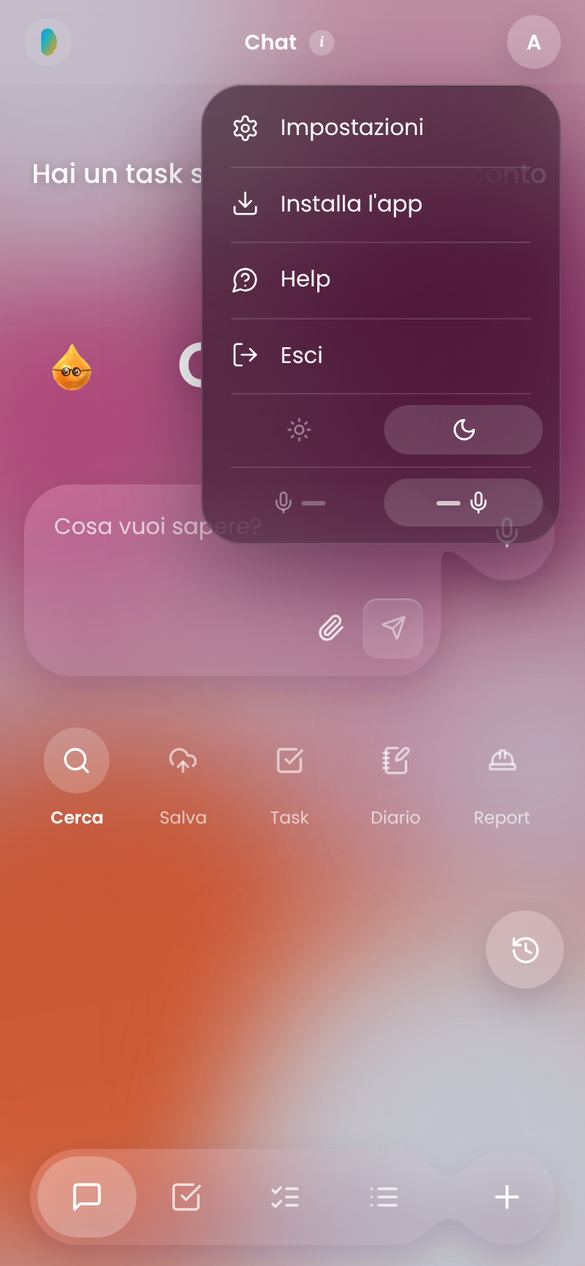 Chat i
A
Impostazioni
Hai un task s conto
Installa l'app
Help
Esci
Cosa vuoi sapere?
Cerca
Salva
Task
Diario
Report